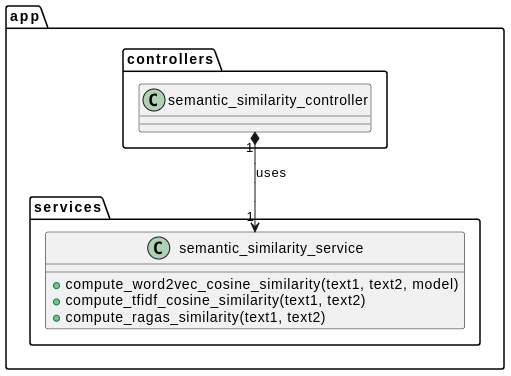 app
controllers
C semantic_similarity_controller
1
uses
1
services
C semantic_similarity_service
compute_word2vec_cosine_similarity(text1, text2, model)
compute_tfidf_cosine_similarity(text1, text2)
compute_ragas_similarity(text1, text2)